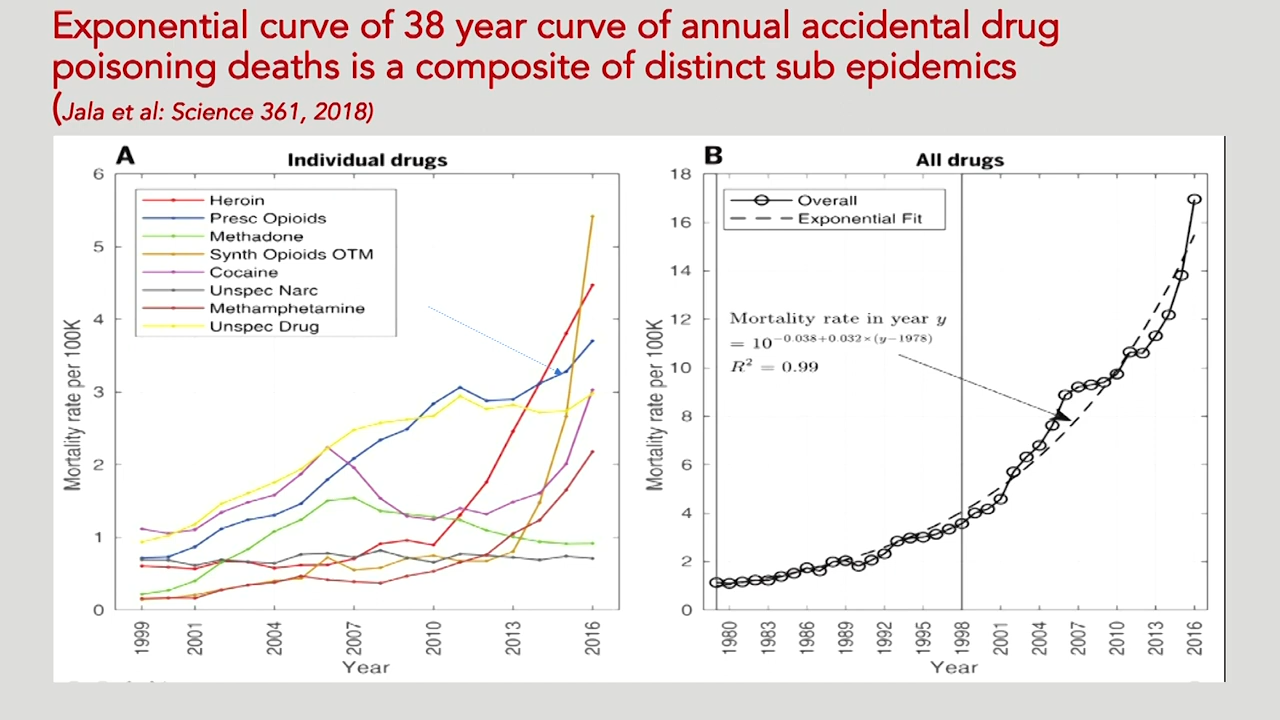 Exponential curve of 38 year curve of annual accidental drug
poisoning deaths is a composite of distinct sub epidemics
(Jala et al: Science 361, 2018)
A
Individual drugs
6
5
4
3
2
1
0
Mortality rate per 100K
Heroin
Presc Opioids
Methadone
Synth Opioids OTM
Cocaine
Unspec Narc
Methamphetamine
Unspec Drug
1999
2001
2004
2007
2010
2013
2016
Year
B
All drugs
18
16
14
12
10
8
6
4
2
0
Mortality rate per 100K
Overall
Exponential Fit
Mortality rate in year y
= 10^{-0.038+0.032×(y−1978)}
R² = 0.99
1980
1983
1986
1989
1992
1995
1998
2001
2004
2007
2010
2013
2016
Year